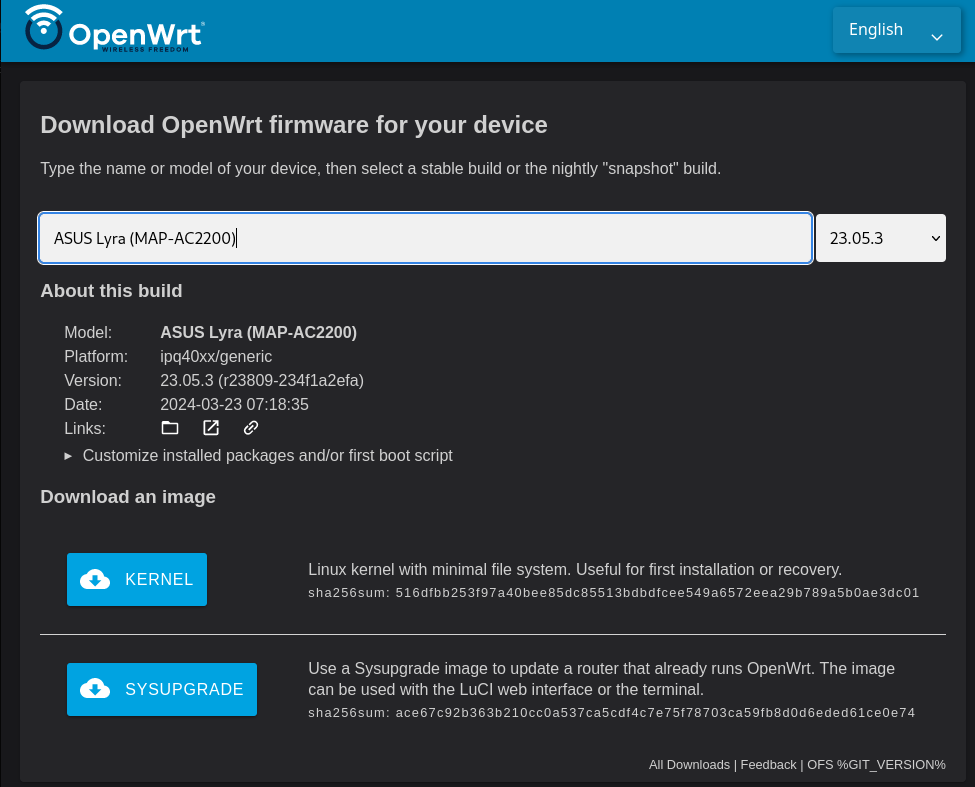 OpenWrt
WIRELESS FREEDOM
English
Download OpenWrt firmware for your device
Type the name or model of your device, then select a stable build or the nightly "snapshot" build.
ASUS Lyra (MAP-AC2200)
23.05.3
About this build
Model: ASUS Lyra (MAP-AC2200)
Platform: ipq40xx/generic
Version: 23.05.3 (r23809-234f1a2efa)
Date: 2024-03-23 07:18:35
Links:
Customize installed packages and/or first boot script
Download an image
KERNEL
Linux kernel with minimal file system. Useful for first installation or recovery.
sha256sum: 516dfbb253f97a40bee85dc85513bdbdfcee549a6572eea29b789a5b0ae3dc01
SYSUPGRADE
Use a Sysupgrade image to update a router that already runs OpenWrt. The image
can be used with the LuCI web interface or the terminal.
sha256sum: ace67c92b363b210cc0a537ca5cdf4c7e75f78703ca59fb8d0d6eded61ce0e74
All Downloads | Feedback | OFS %GIT_VERSION%